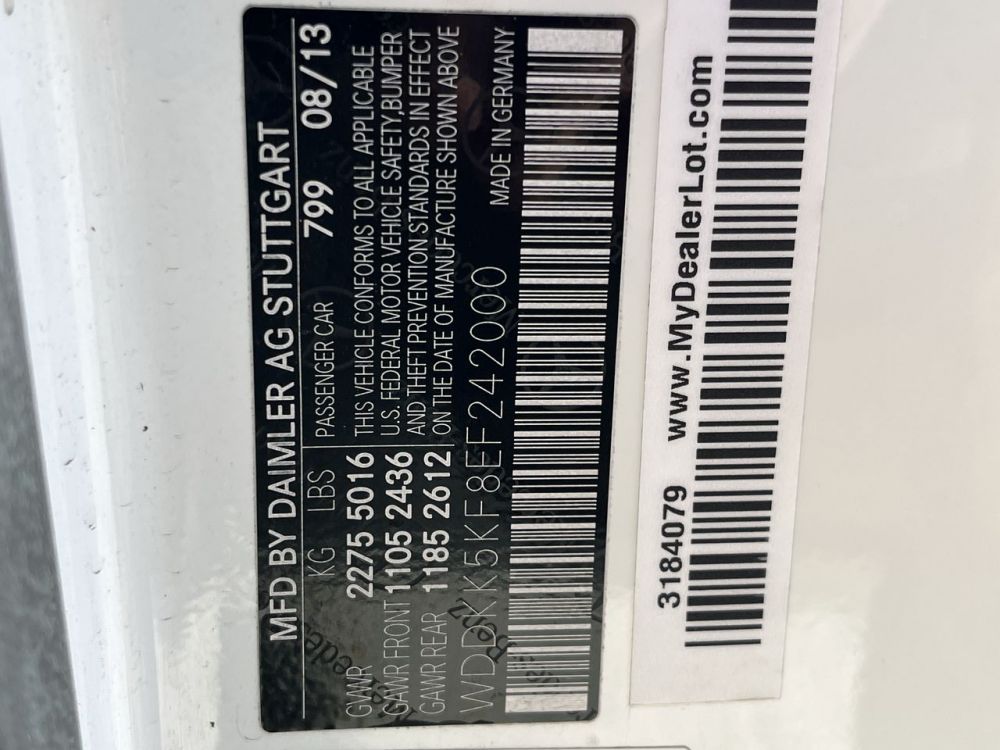 MFD BY DAIMLER AG STUTTGART
KG LBS PASSENGER CAR 799 08/13
GVWR 2275 5016 THIS VEHICLE CONFORMS TO ALL APPLICABLE
GAWR FRONT 1105 2436 U.S. FEDERAL MOTOR VEHICLE SAFETY,BUMPER
GAWR REAR 1185 2612 AND THEFT PREVENTION STANDARDS IN EFFECT
ON THE DATE OF MANUFACTURE SHOWN ABOVE
WDDKK5KF8EF242000 MADE IN GERMANY
3184079 www.MyDealerLot.com